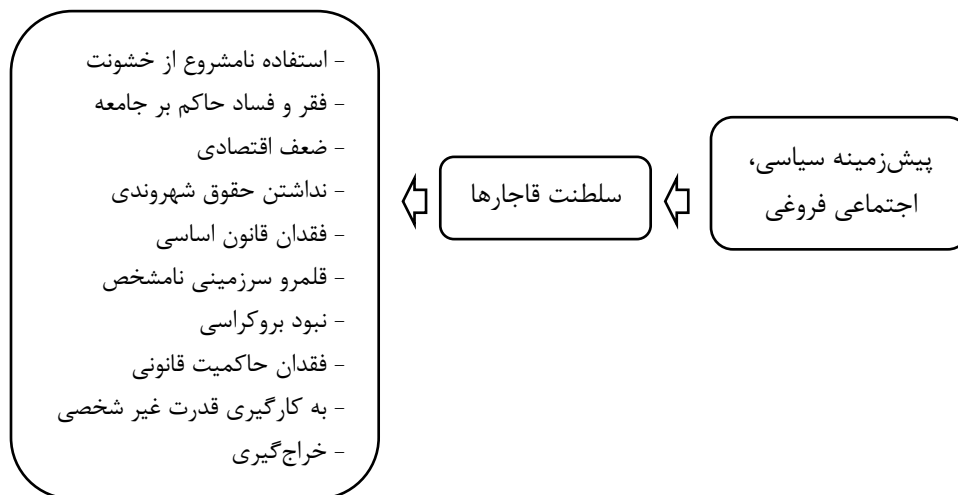 پیش‌زمینه سیاسی،
اجتماعی فروغی
سلطنت قاجارها
- استفاده نامشروع از خشونت
- فقر و فساد حاکم بر جامعه
- ضعف اقتصادی
- نداشتن حقوق شهروندی
- فقدان قانون اساسی
- قلمرو سرزمینی نامشخص
- نبود بروکراسی
- فقدان حاکمیت قانونی
- به کارگیری قدرت غیر شخصی
- خراج‌گیری